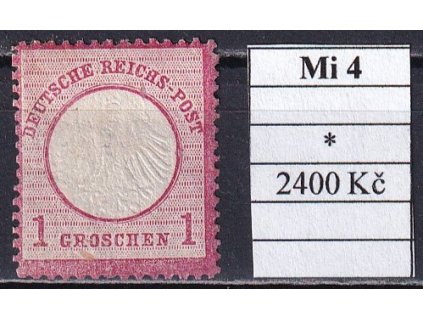 DEUTSCHE REICHS-POST
1 GROSCHEN 1
Mi 4
*
2400 Kč